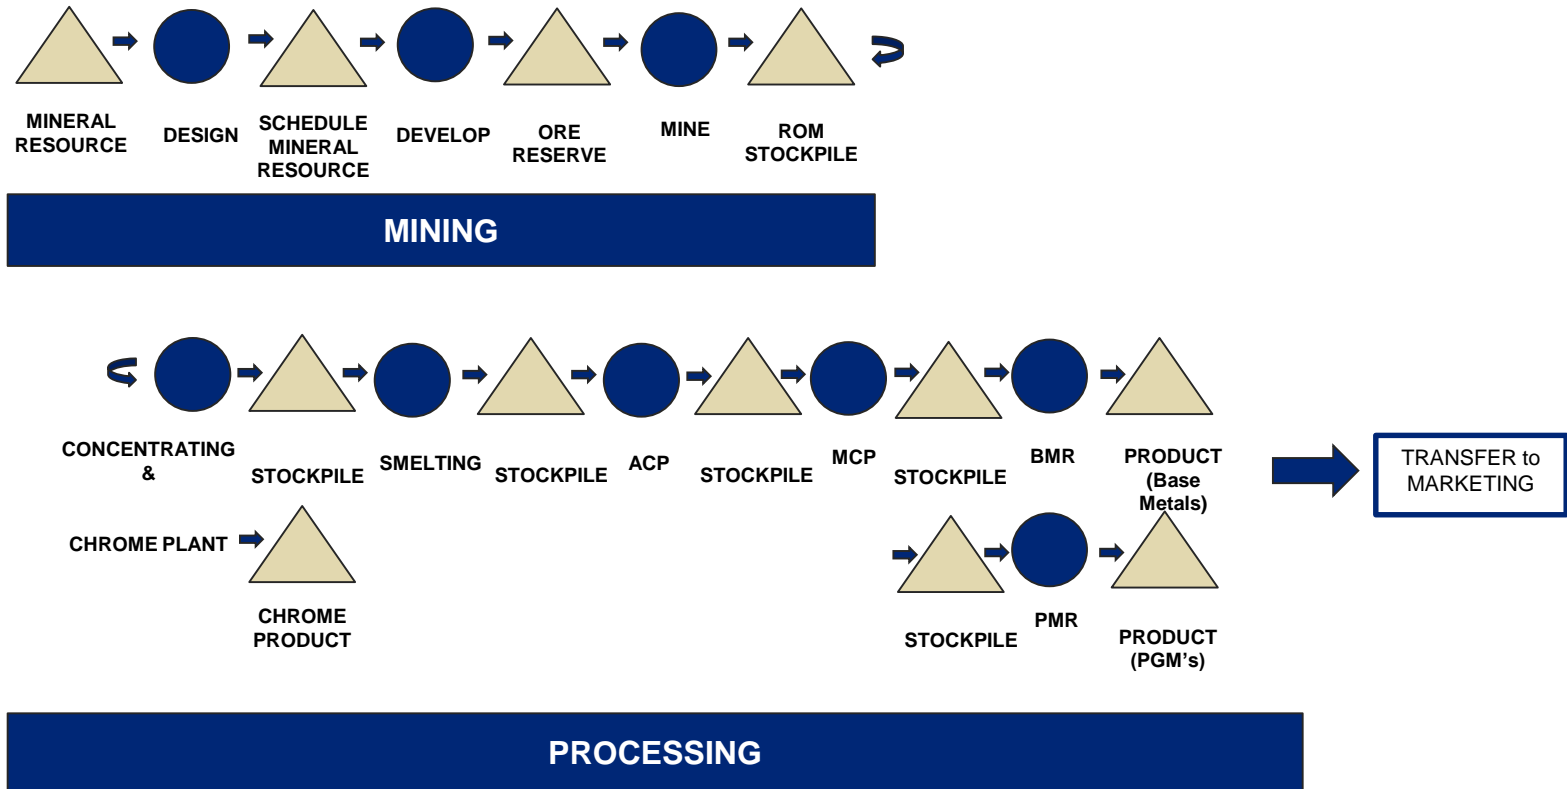 MINERAL
RESOURCE
DESIGN
SCHEDULE
MINERAL
RESOURCE
DEVELOP
ORE
RESERVE
MINE
ROM
STOCKPILE
MINING
CONCENTRATING
&
STOCKPILE
SMELTING
STOCKPILE
ACP
STOCKPILE
MCP
STOCKPILE
BMR
PRODUCT
(Base
Metals)
TRANSFER to
MARKETING
CHROME PLANT
CHROME
PRODUCT
STOCKPILE
PMR
PRODUCT
(PGM's)
PROCESSING